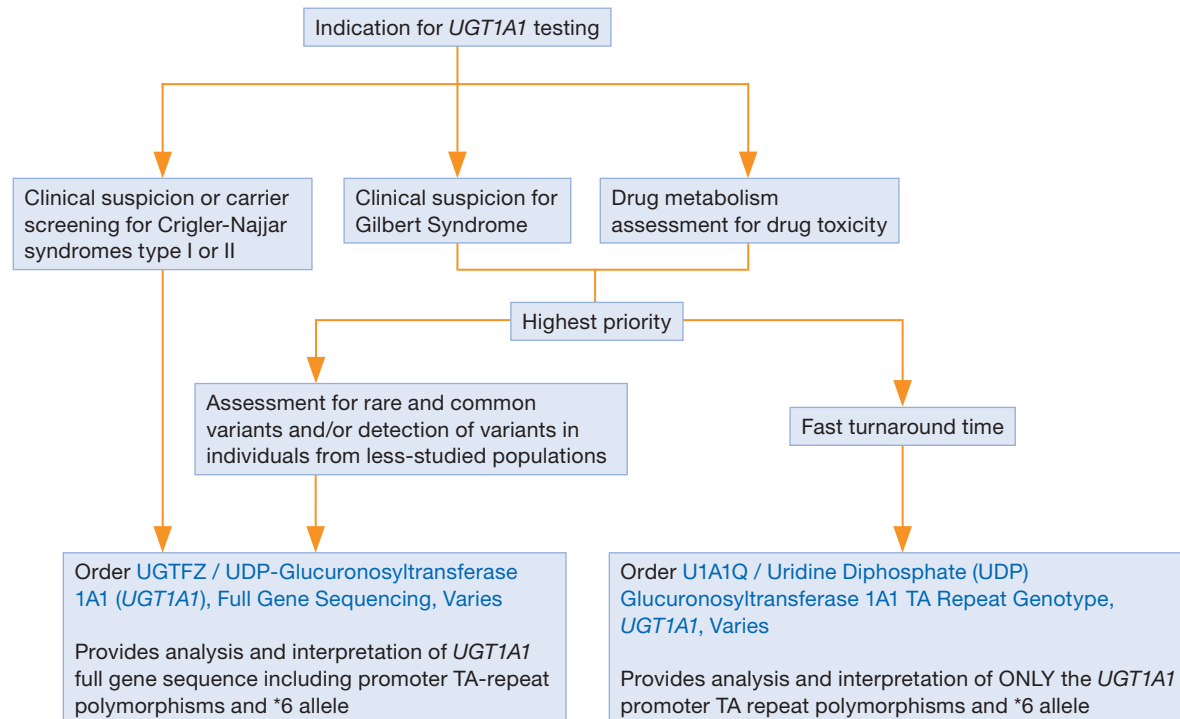 Indication for UGT1A1 testing
Clinical suspicion or carrier
screening for Crigler-Najjar
syndromes type I or II
Clinical suspicion for
Gilbert Syndrome
Drug metabolism
assessment for drug toxicity
Highest priority
Assessment for rare and common
variants and/or detection of variants in
individuals from less-studied populations
Fast turnaround time
Order UGTFZ / UDP-Glucuronosyltransferase
1A1 (UGT1A1), Full Gene Sequencing, Varies
Provides analysis and interpretation of UGT1A1
full gene sequence including promoter TA-repeat
polymorphisms and *6 allele
Order U1A1Q / Uridine Diphosphate (UDP)
Glucuronosyltransferase 1A1 TA Repeat Genotype,
UGT1A1, Varies
Provides analysis and interpretation of ONLY the UGT1A1
promoter TA repeat polymorphisms and *6 allele